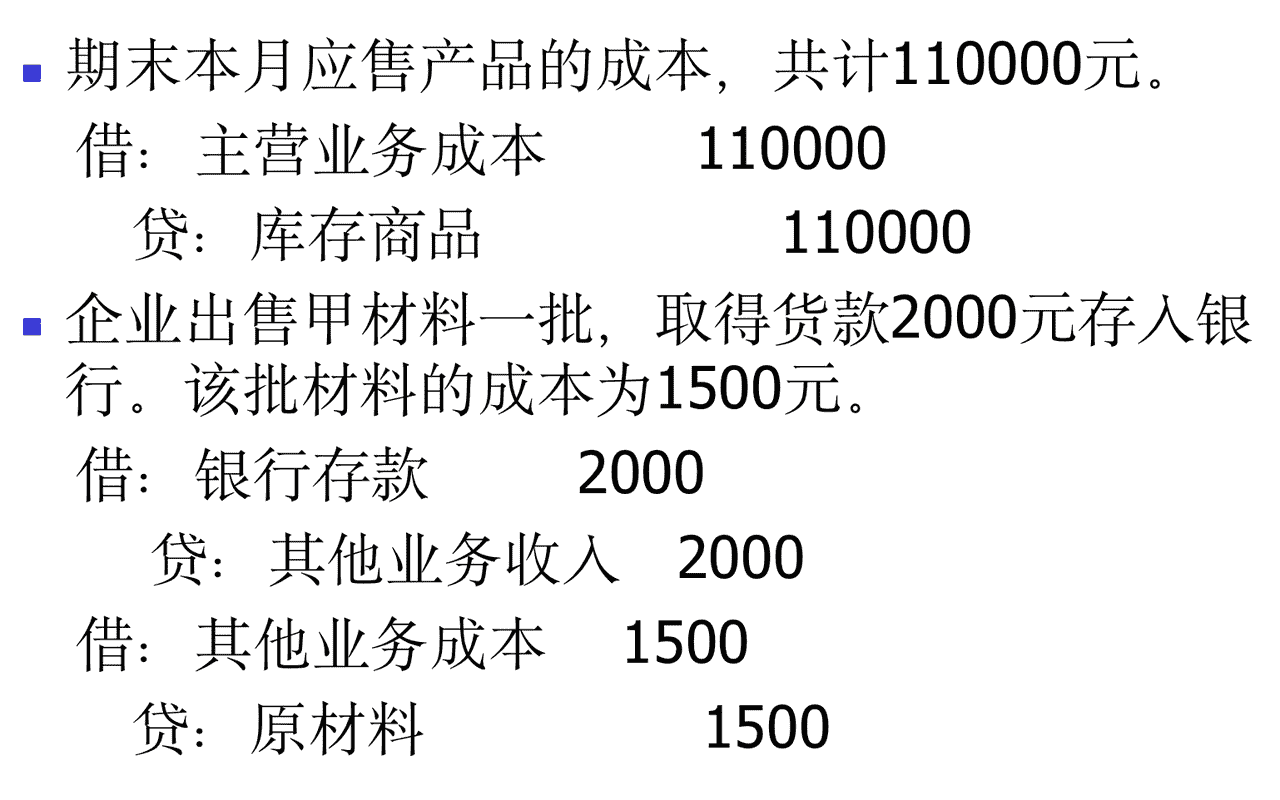 期末本月应售产品的成本，共计110000元。
借：主营业务成本 110000
贷：库存商品 110000
企业出售甲材料一批，取得货款2000元存入银
行。该批材料的成本为1500元。
借：银行存款 2000
贷：其他业务收入 2000
借：其他业务成本 1500
贷：原材料 1500